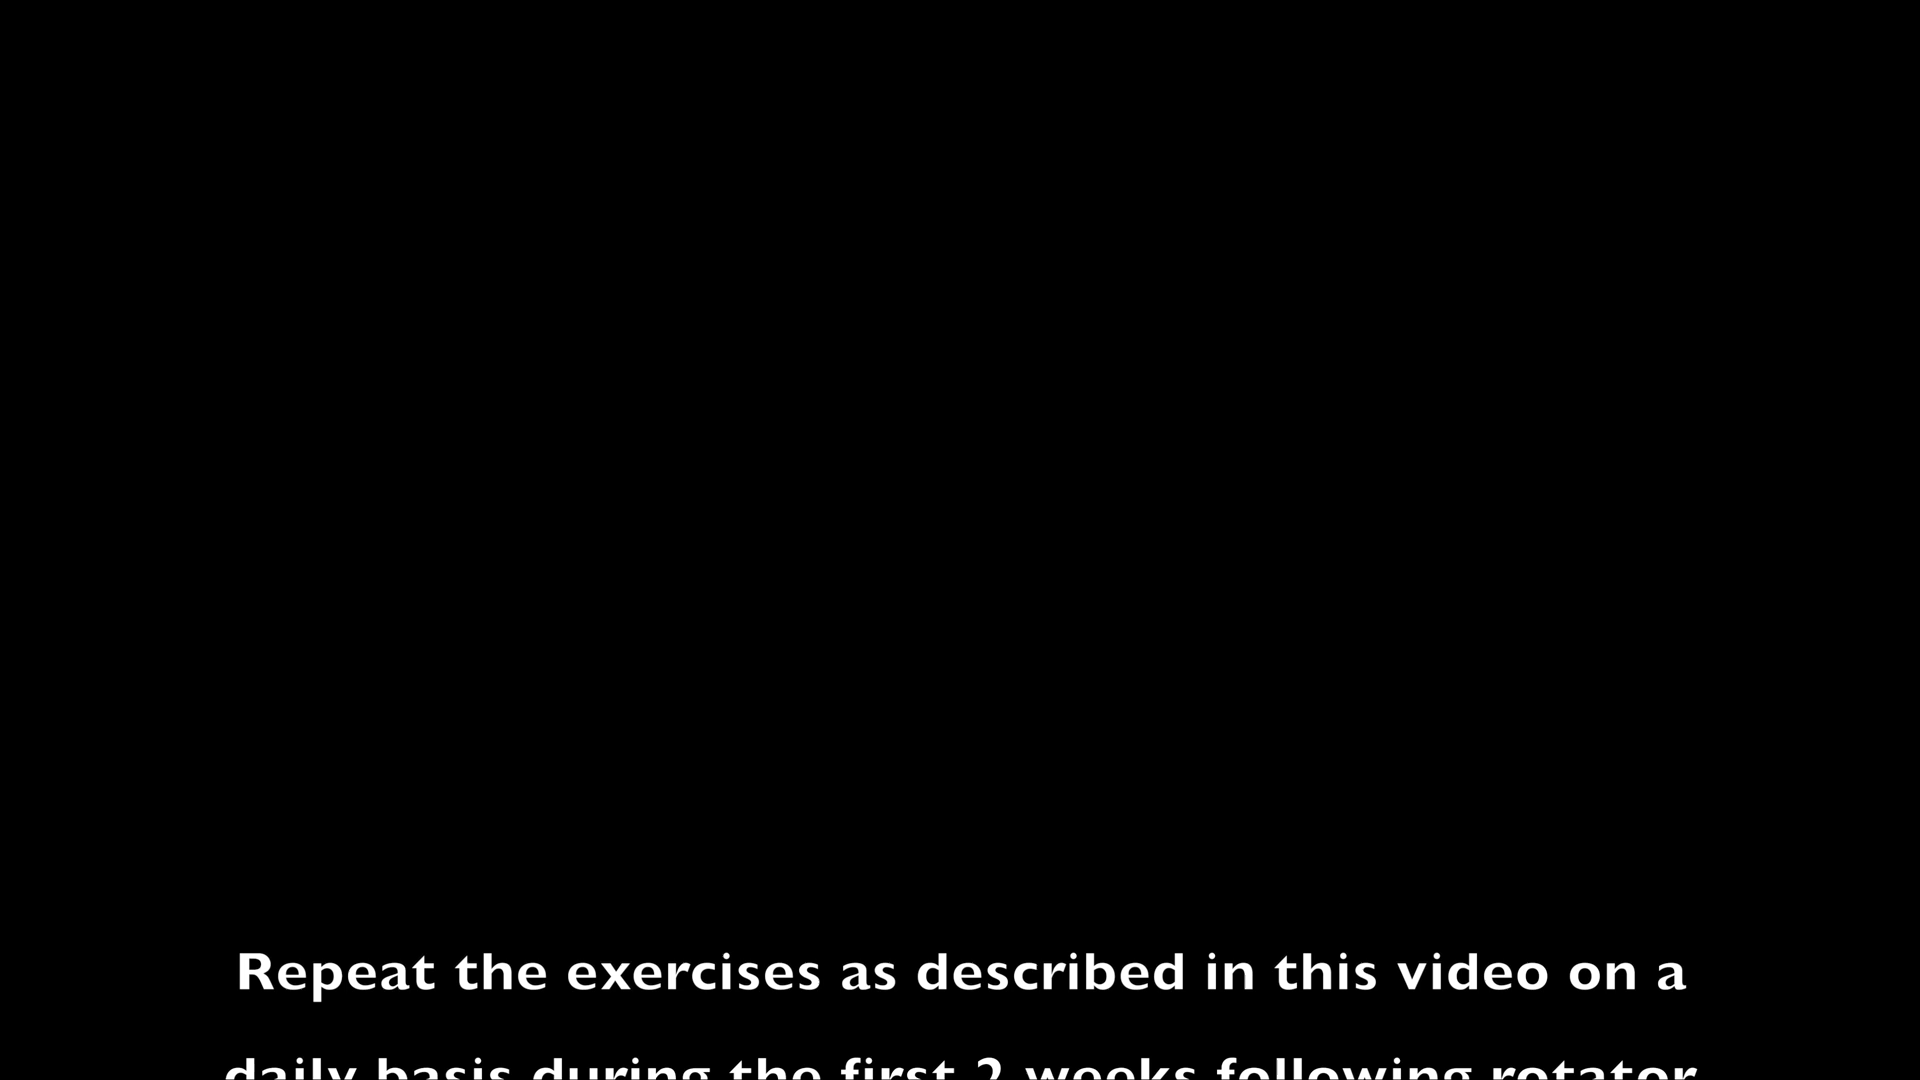 Repeat the exercises as described in this video on a
daily basis during the first 2 weeks following rotator